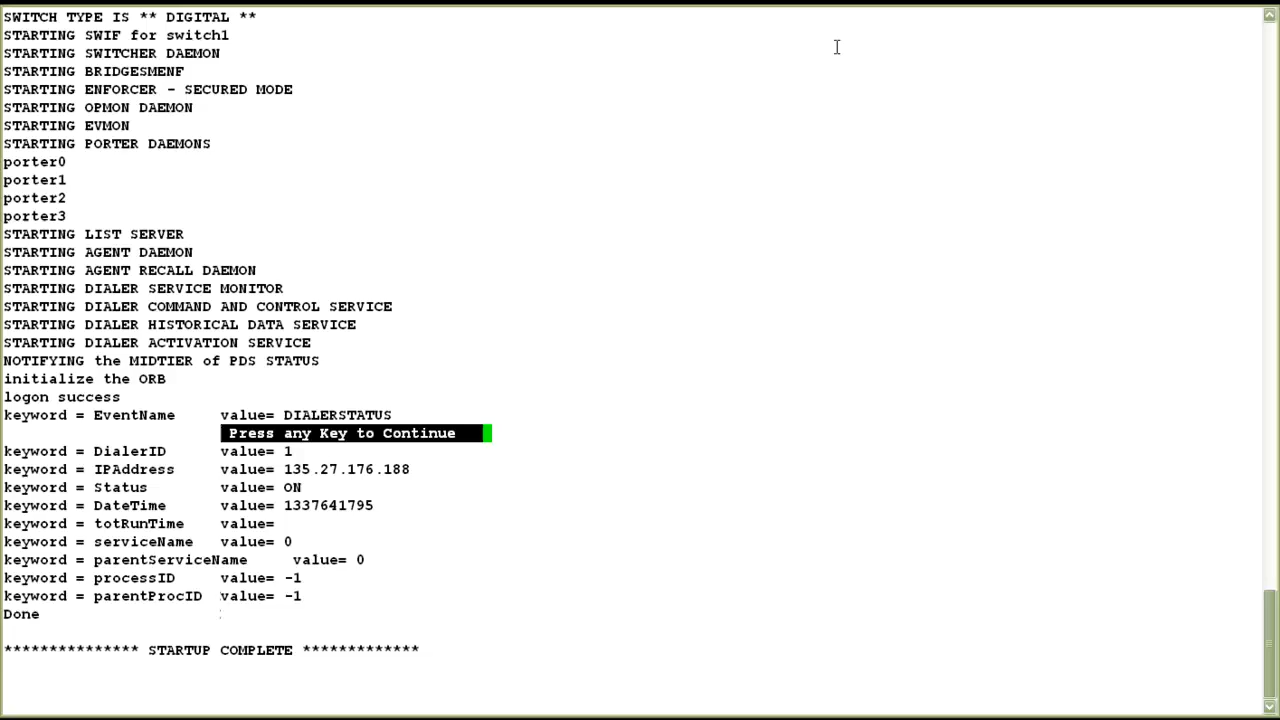 SWITCH TYPE IS ** DIGITAL **
STARTING SWIF for switch1
STARTING SWITCHER DAEMON
STARTING BRIDGESMENF
STARTING ENFORCER - SECURED MODE
STARTING OPMON DAEMON
STARTING EVMON
STARTING PORTER DAEMONS
porter0
porter1
porter2
porter3
STARTING LIST SERVER
STARTING AGENT DAEMON
STARTING AGENT RECALL DAEMON
STARTING DIALER SERVICE MONITOR
STARTING DIALER COMMAND AND CONTROL SERVICE
STARTING DIALER HISTORICAL DATA SERVICE
STARTING DIALER ACTIVATION SERVICE
NOTIFYING the MIDTIER of PDS STATUS
initialize the ORB
logon success
keyword = EventName     value= DIALERSTATUS
Press any Key to Continue
keyword = DialerID      value= 1
keyword = IPAddress     value= 135.27.176.188
keyword = Status        value= ON
keyword = DateTime      value= 1337641795
keyword = totRunTime    value=
keyword = serviceName   value= 0
keyword = parentServiceName     value= 0
keyword = processID     value= -1
keyword = parentProcID  value= -1
Done
*************** STARTUP COMPLETE *************